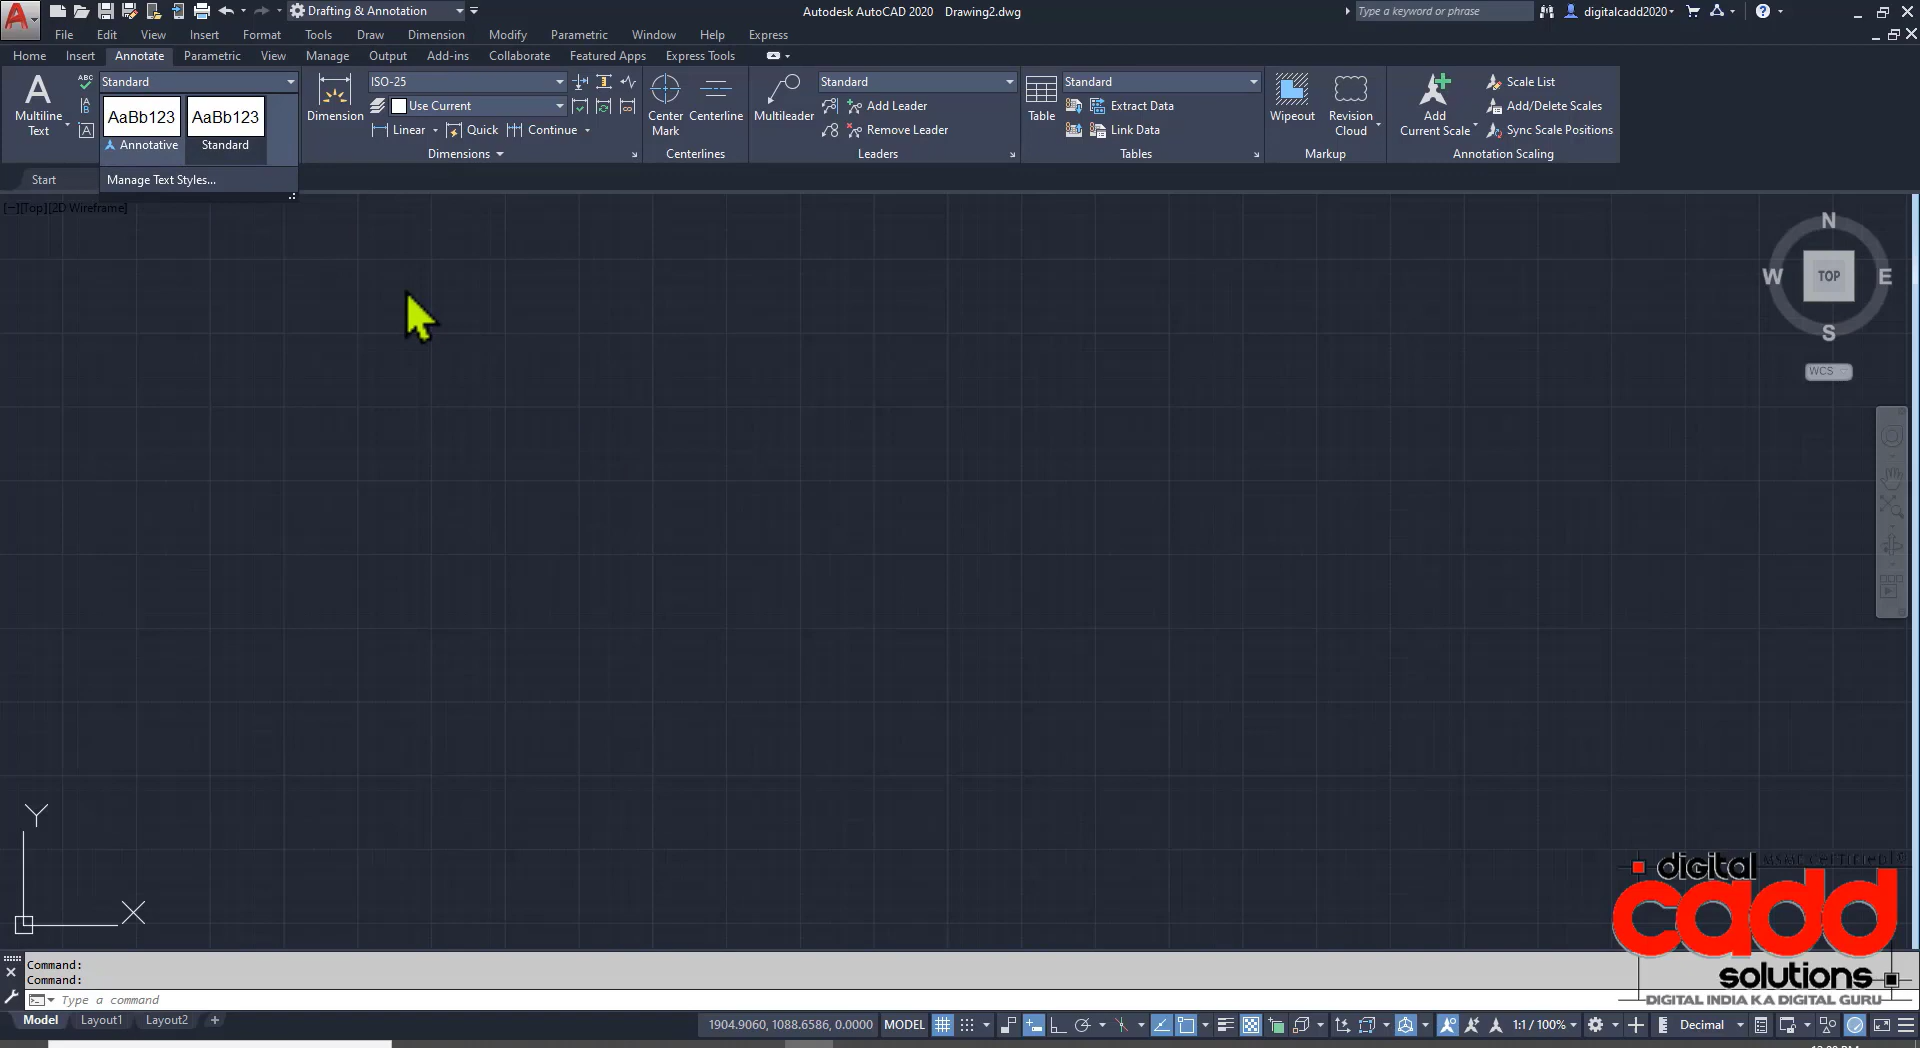 Drafting & Annotation
Autodesk AutoCAD 2020 Drawing2.dwg
Type a keyword or phrase
digitalcadd2020
File Edit View Insert Format Tools Draw Dimension Modify Parametric Window Help Express
Home Insert Annotate Parametric View Manage Output Add-ins Collaborate Featured Apps Express Tools
A
Multiline
Text
ABC
Standard
AaBb123 AaBb123
Annotative Standard
Manage Text Styles...
Dimension
ISO-25
Use Current
Linear Quick Continue
Dimensions
Center
Mark
Centerline
Centerlines
Multileader
Standard
Add Leader
Remove Leader
Leaders
Table
Standard
Extract Data
Link Data
Tables
Wipeout
Revision
Cloud
Markup
Add
Current Scale
Scale List
Add/Delete Scales
Sync Scale Positions
Annotation Scaling
Start
[−][Top][2D Wireframe]
N
W TOP E
S
WCS
Y
X
digital
cadd
solutions
DIGITAL INDIA KA DIGITAL GURU
Command:
Command:
Type a command
Model Layout1 Layout2 +
1904.9060, 1088.6586, 0.0000 MODEL 1:1 / 100% Decimal